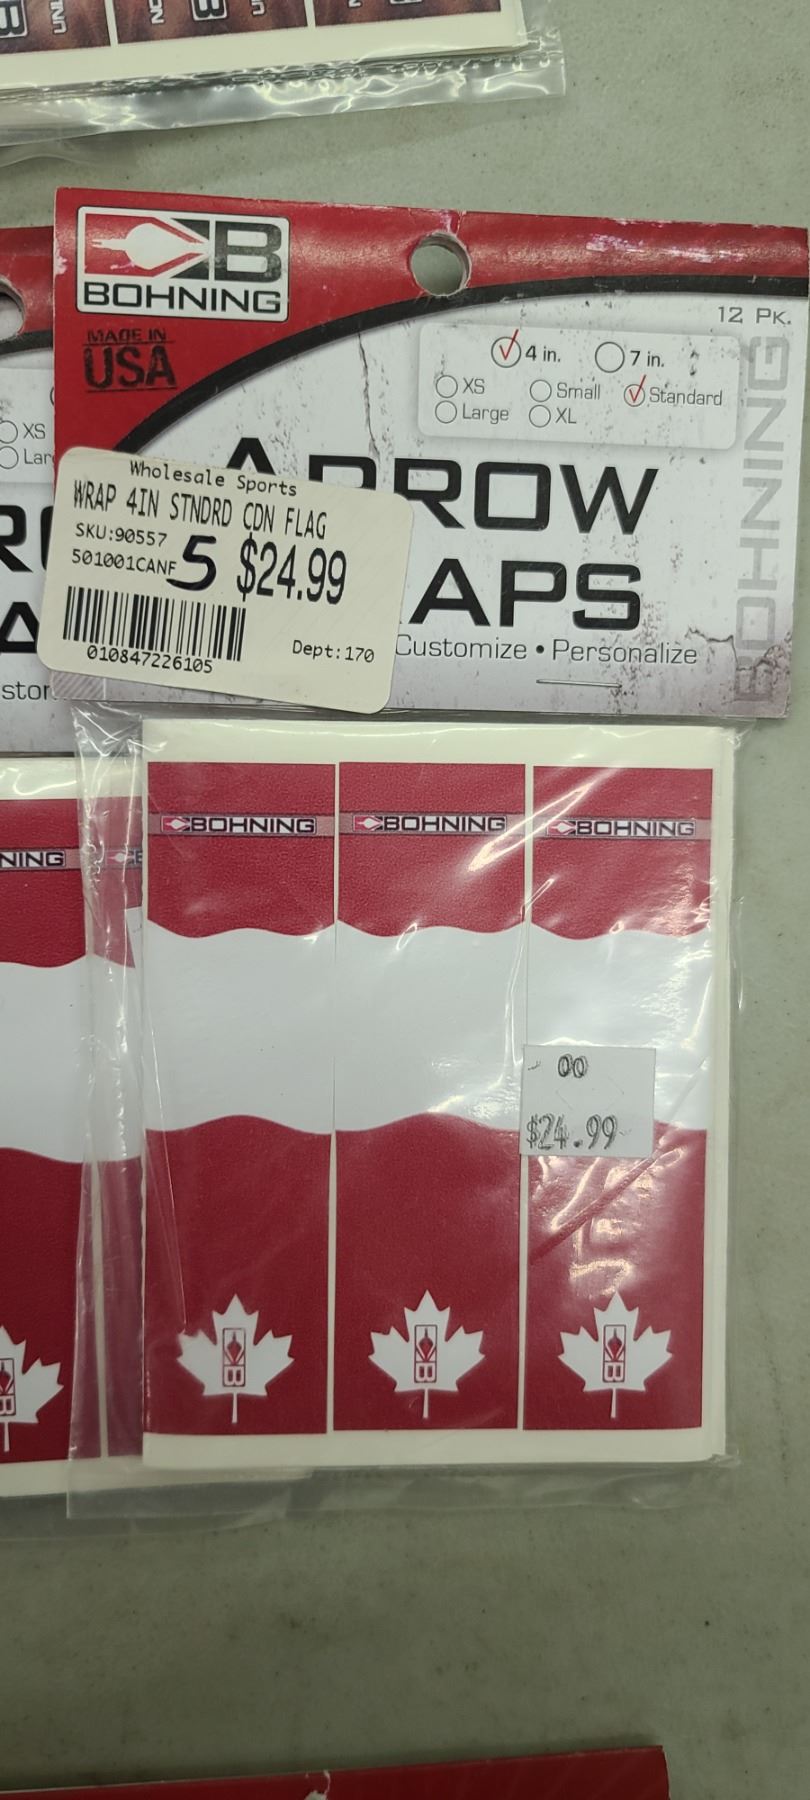 B
BOHNING
MADE IN
USA
12 PK.
4 in. 7 in.
XS Small Standard
Large XL
ARROW
APS
Customize • Personalize
BOHNING
Wholesale Sports
WRAP 4IN STNDRD CDN FLAG
SKU:90557
501001CANF 5 $24.99
010847226105
Dept:170
XS
BOHNING BOHNING BOHNING
NING
00
$24.99
B B B